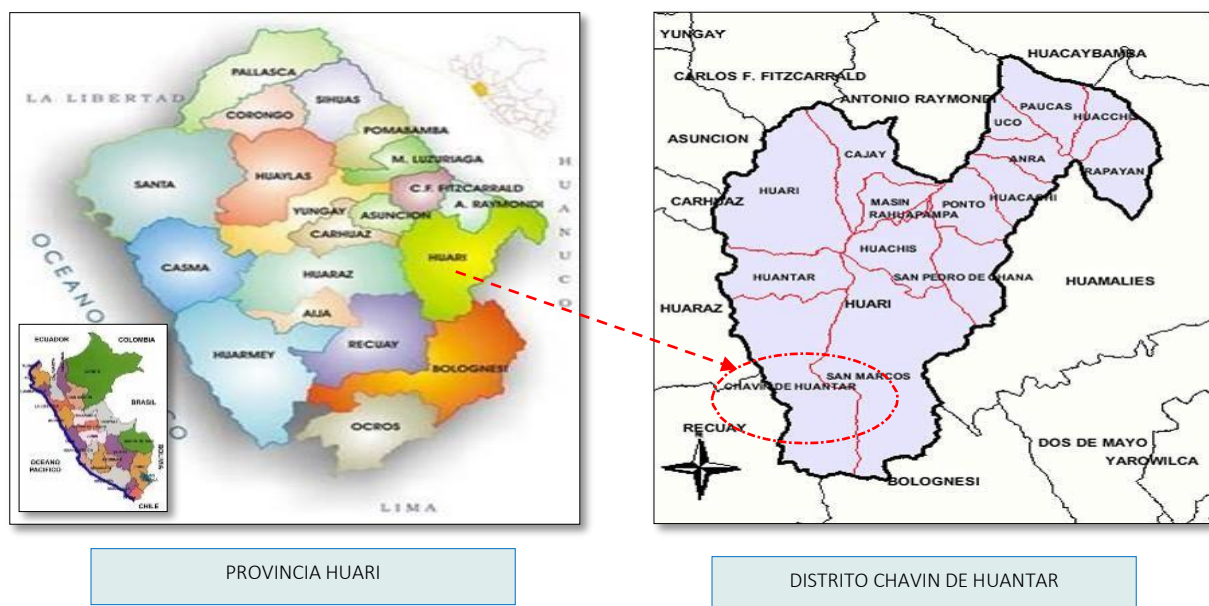 PALLASCA
LA LIBERTAD
SIHUAS
CORONGO
POMABAMBA
M. LUZURIAGA
HUANUCO
SANTA
HUAYLAS
C.F. FITZCARRALD
A. RAYMONDI
YUNGAY
ASUNCION
CARHUAZ
HUARI
OCEANO
CASMA
HUARAZ
AIJA
HUARMEY
RECUAY
BOLOGNESI
OCROS
LIMA
ECUADOR
COLOMBIA
BRASIL
OCEANO
PACIFICO
BOLIVIA
CHILE
PROVINCIA HUARI
YUNGAY
HUACAYBAMBA
CARLOS F. FITZCARRALD
ANTONIO RAYMONDI
PAUCAS
UCO
HUACCHIS
ASUNCION
CAJAY
ANRA
RAPAYAN
HUARI
CARHUAZ
MASIN
RAHUAPAMPA
PONTO
HUACACHI
HUACHIS
HUANTAR
SAN PEDRO DE CHANA
HUAMALIES
HUARAZ
HUARI
SAN MARCOS
CHAVIN DE HUANTAR
RECUAY
DOS DE MAYO
YAROWILCA
BOLOGNESI
DISTRITO CHAVIN DE HUANTAR